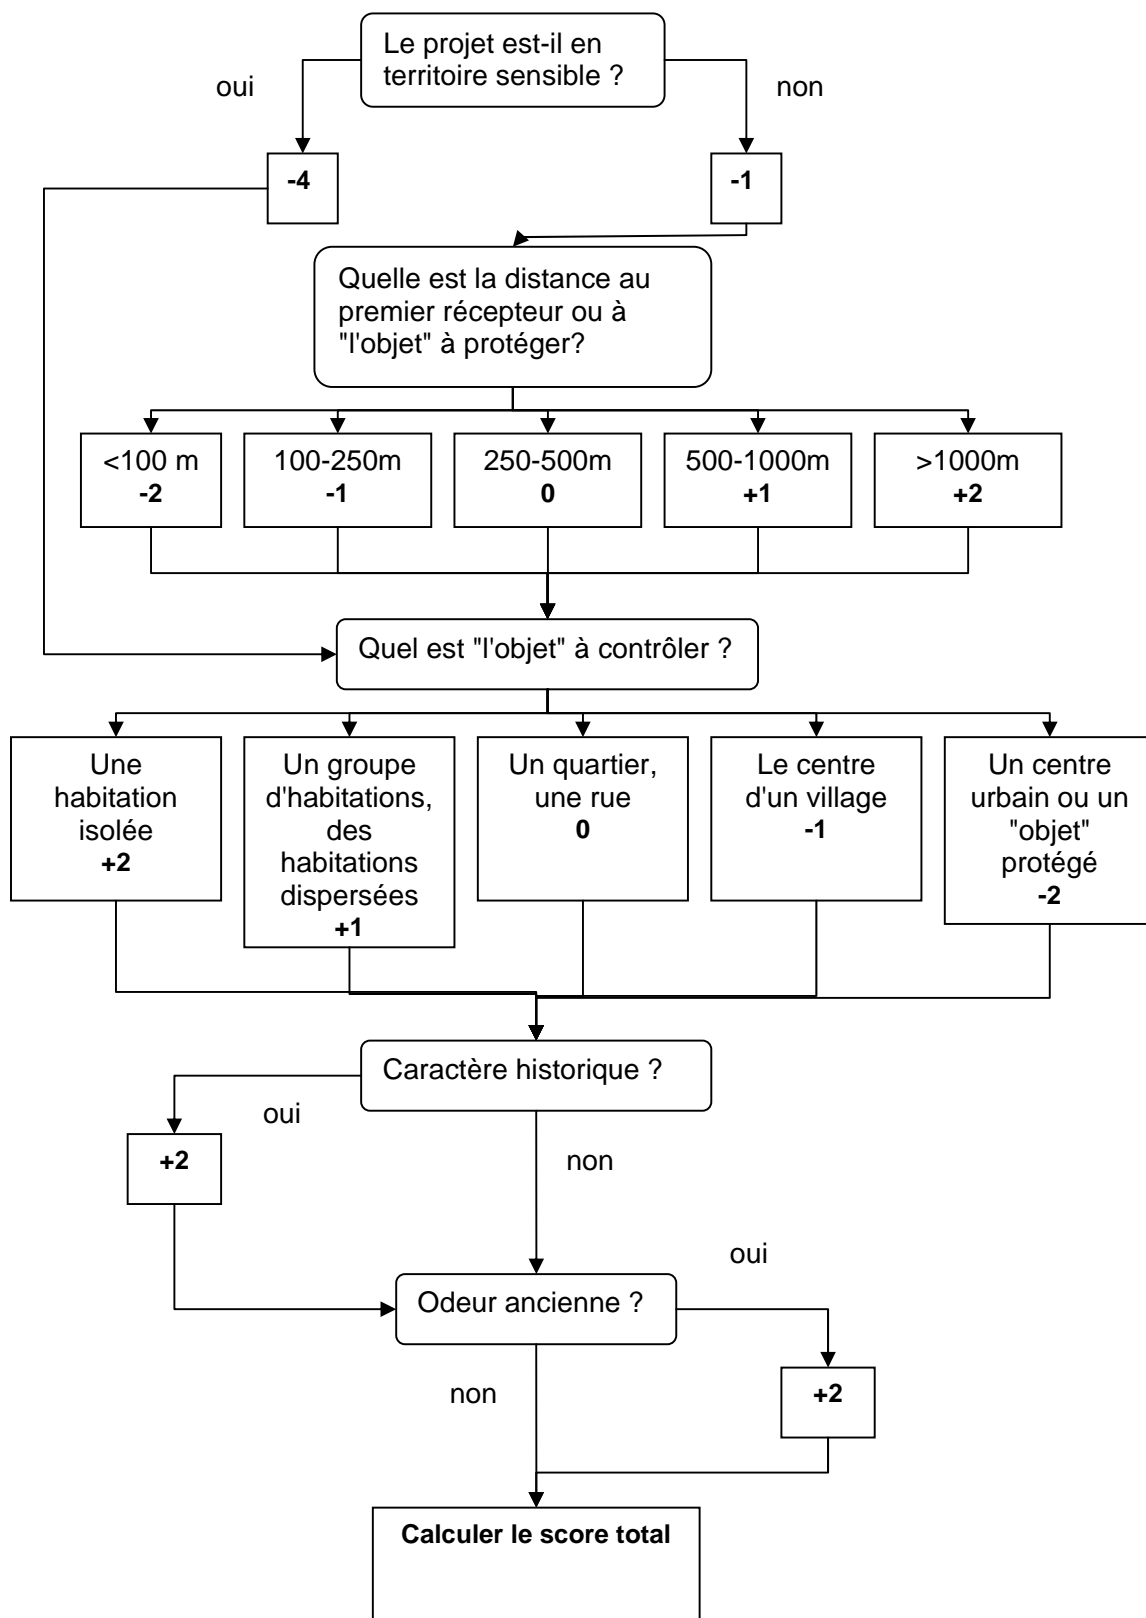 Le projet est-il en
territoire sensible ?
oui
non
-4
-1
Quelle est la distance au
premier récepteur ou à
"l'objet" à protéger?
<100 m
-2
100-250m
-1
250-500m
0
500-1000m
+1
>1000m
+2
Quel est "l'objet" à contrôler ?
Une
habitation
isolée
+2
Un groupe
d'habitations,
des
habitations
dispersées
+1
Un quartier,
une rue
0
Le centre
d'un village
-1
Un centre
urbain ou un
"objet"
protégé
-2
Caractère historique ?
oui
+2
non
Odeur ancienne ?
oui
non
+2
Calculer le score total